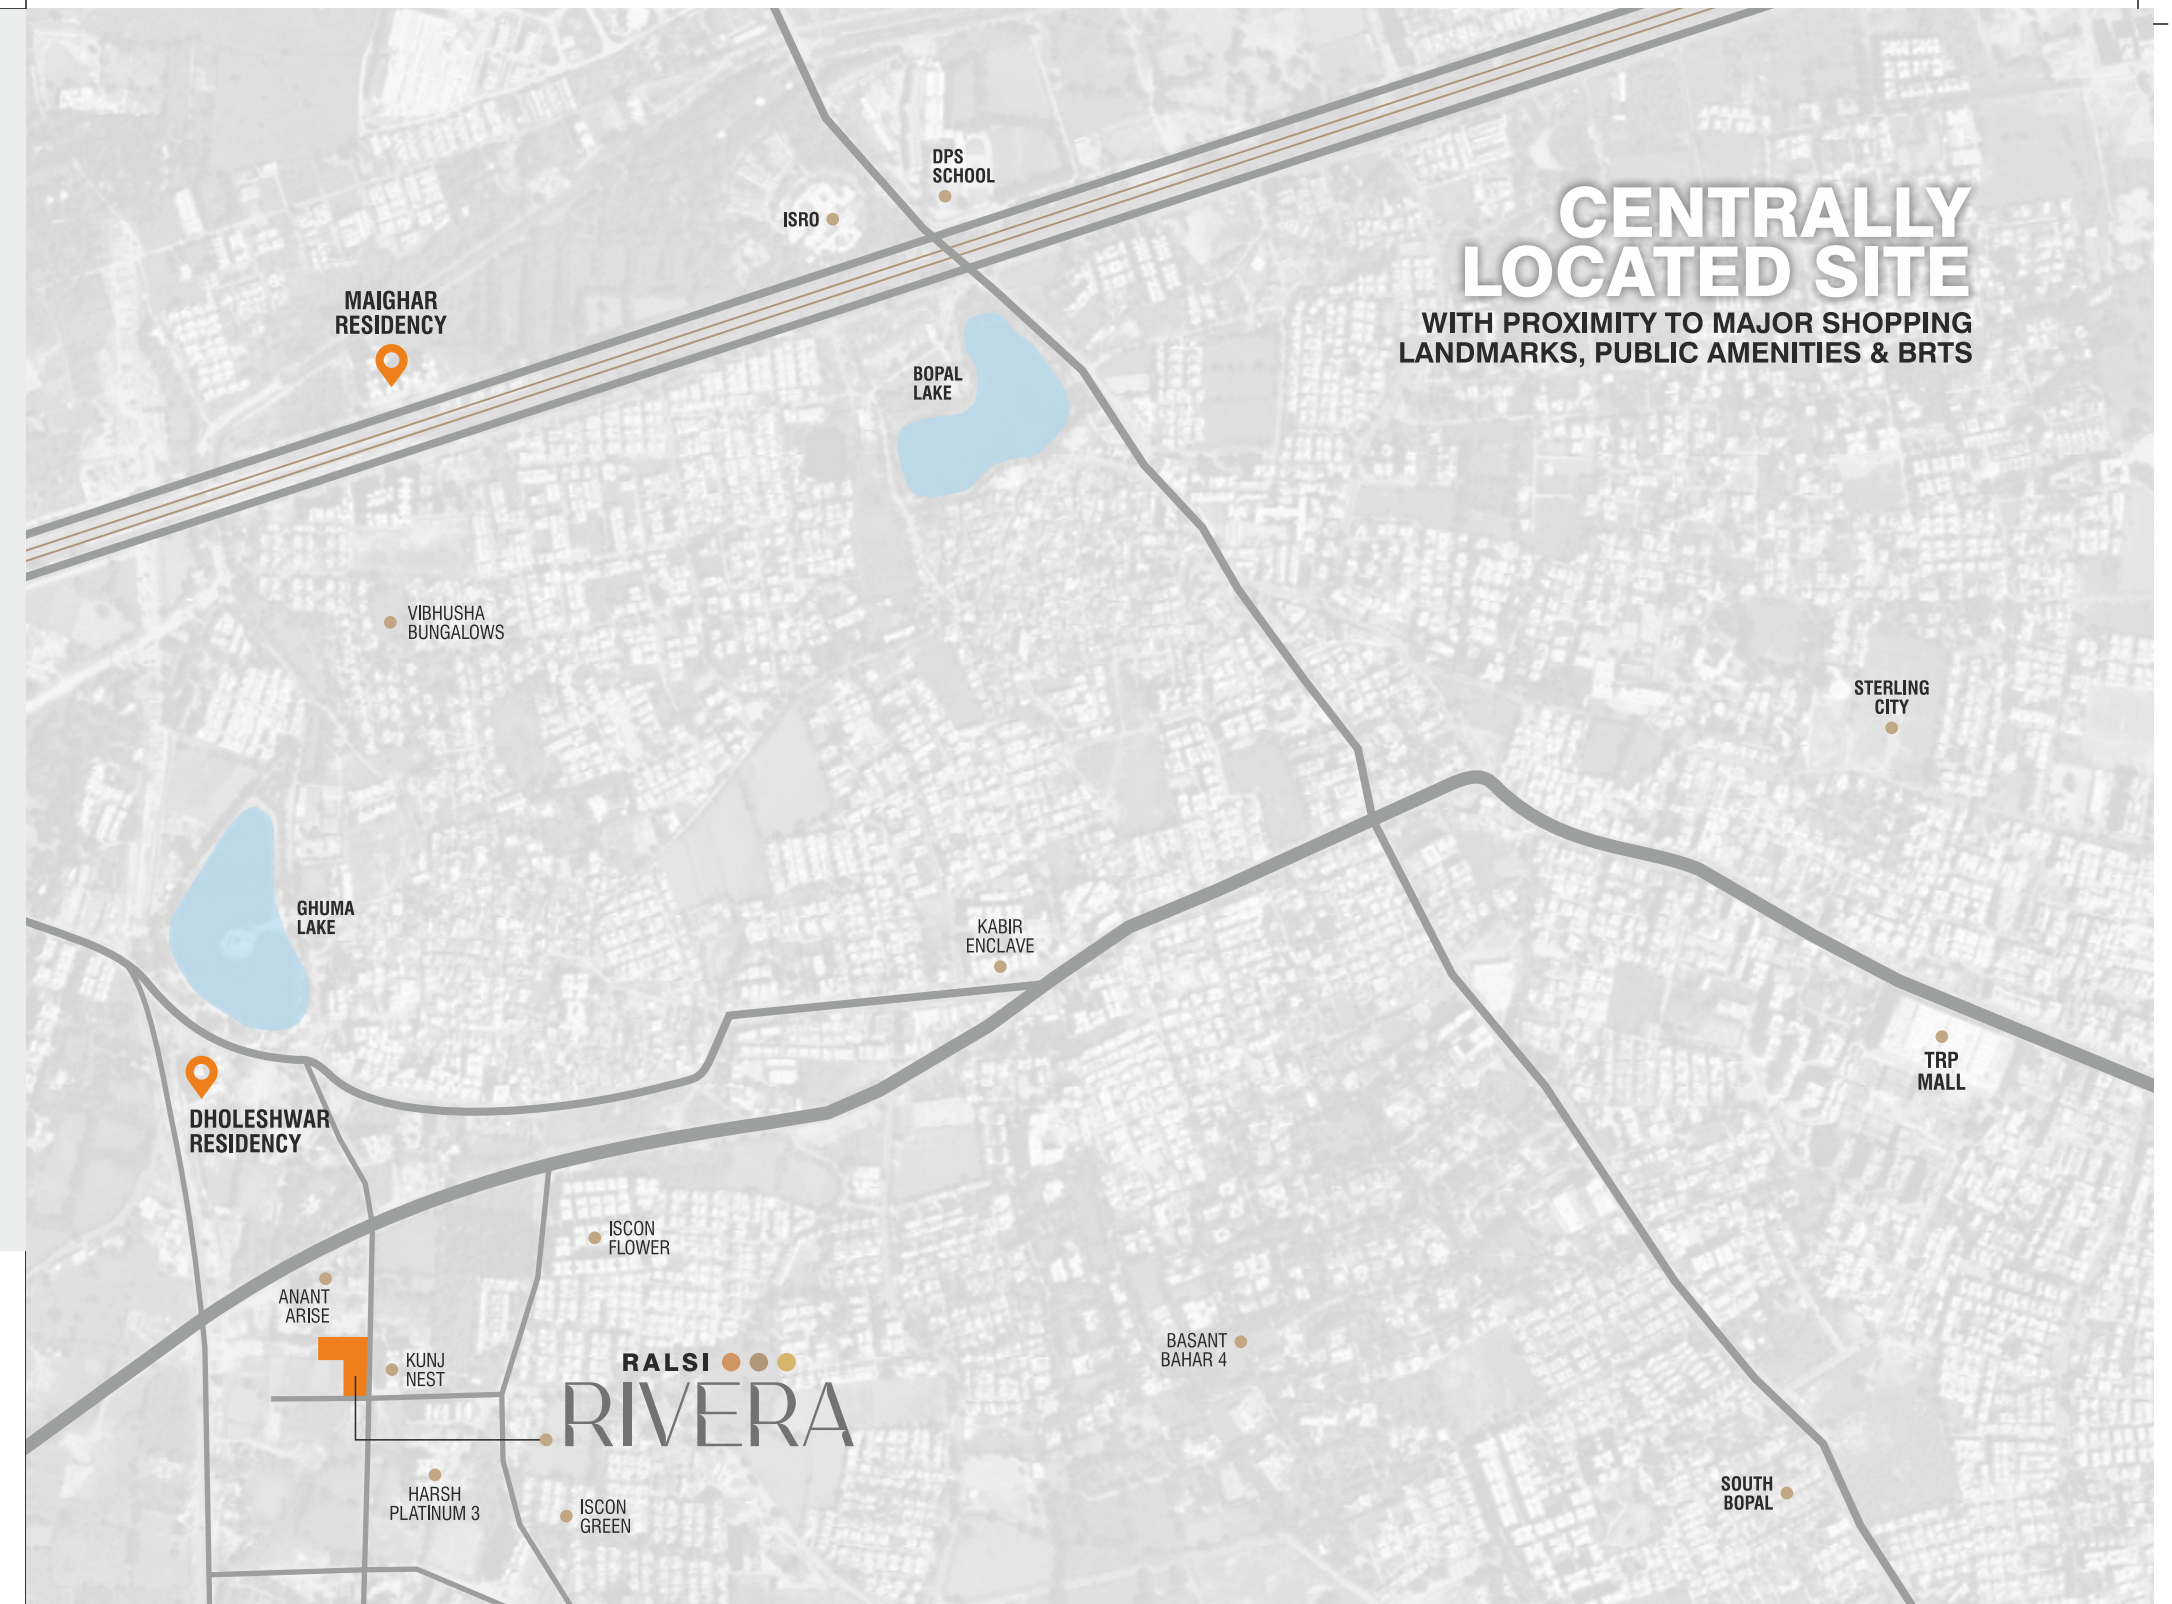 DPS
SCHOOL
ISRO
CENTRALLY
LOCATED SITE
WITH PROXIMITY TO MAJOR SHOPPING
LANDMARKS, PUBLIC AMENITIES & BRTS
MAIGHAR
RESIDENCY
BOPAL
LAKE
VIBHUSHA
BUNGALOWS
STERLING
CITY
GHUMA
LAKE
KABIR
ENCLAVE
TRP
MALL
DHOLESHWAR
RESIDENCY
ISCON
FLOWER
ANANT
ARISE
KUNJ
NEST
RALSI
RIVERA
BASANT
BAHAR 4
HARSH
PLATINUM 3
ISCON
GREEN
SOUTH
BOPAL